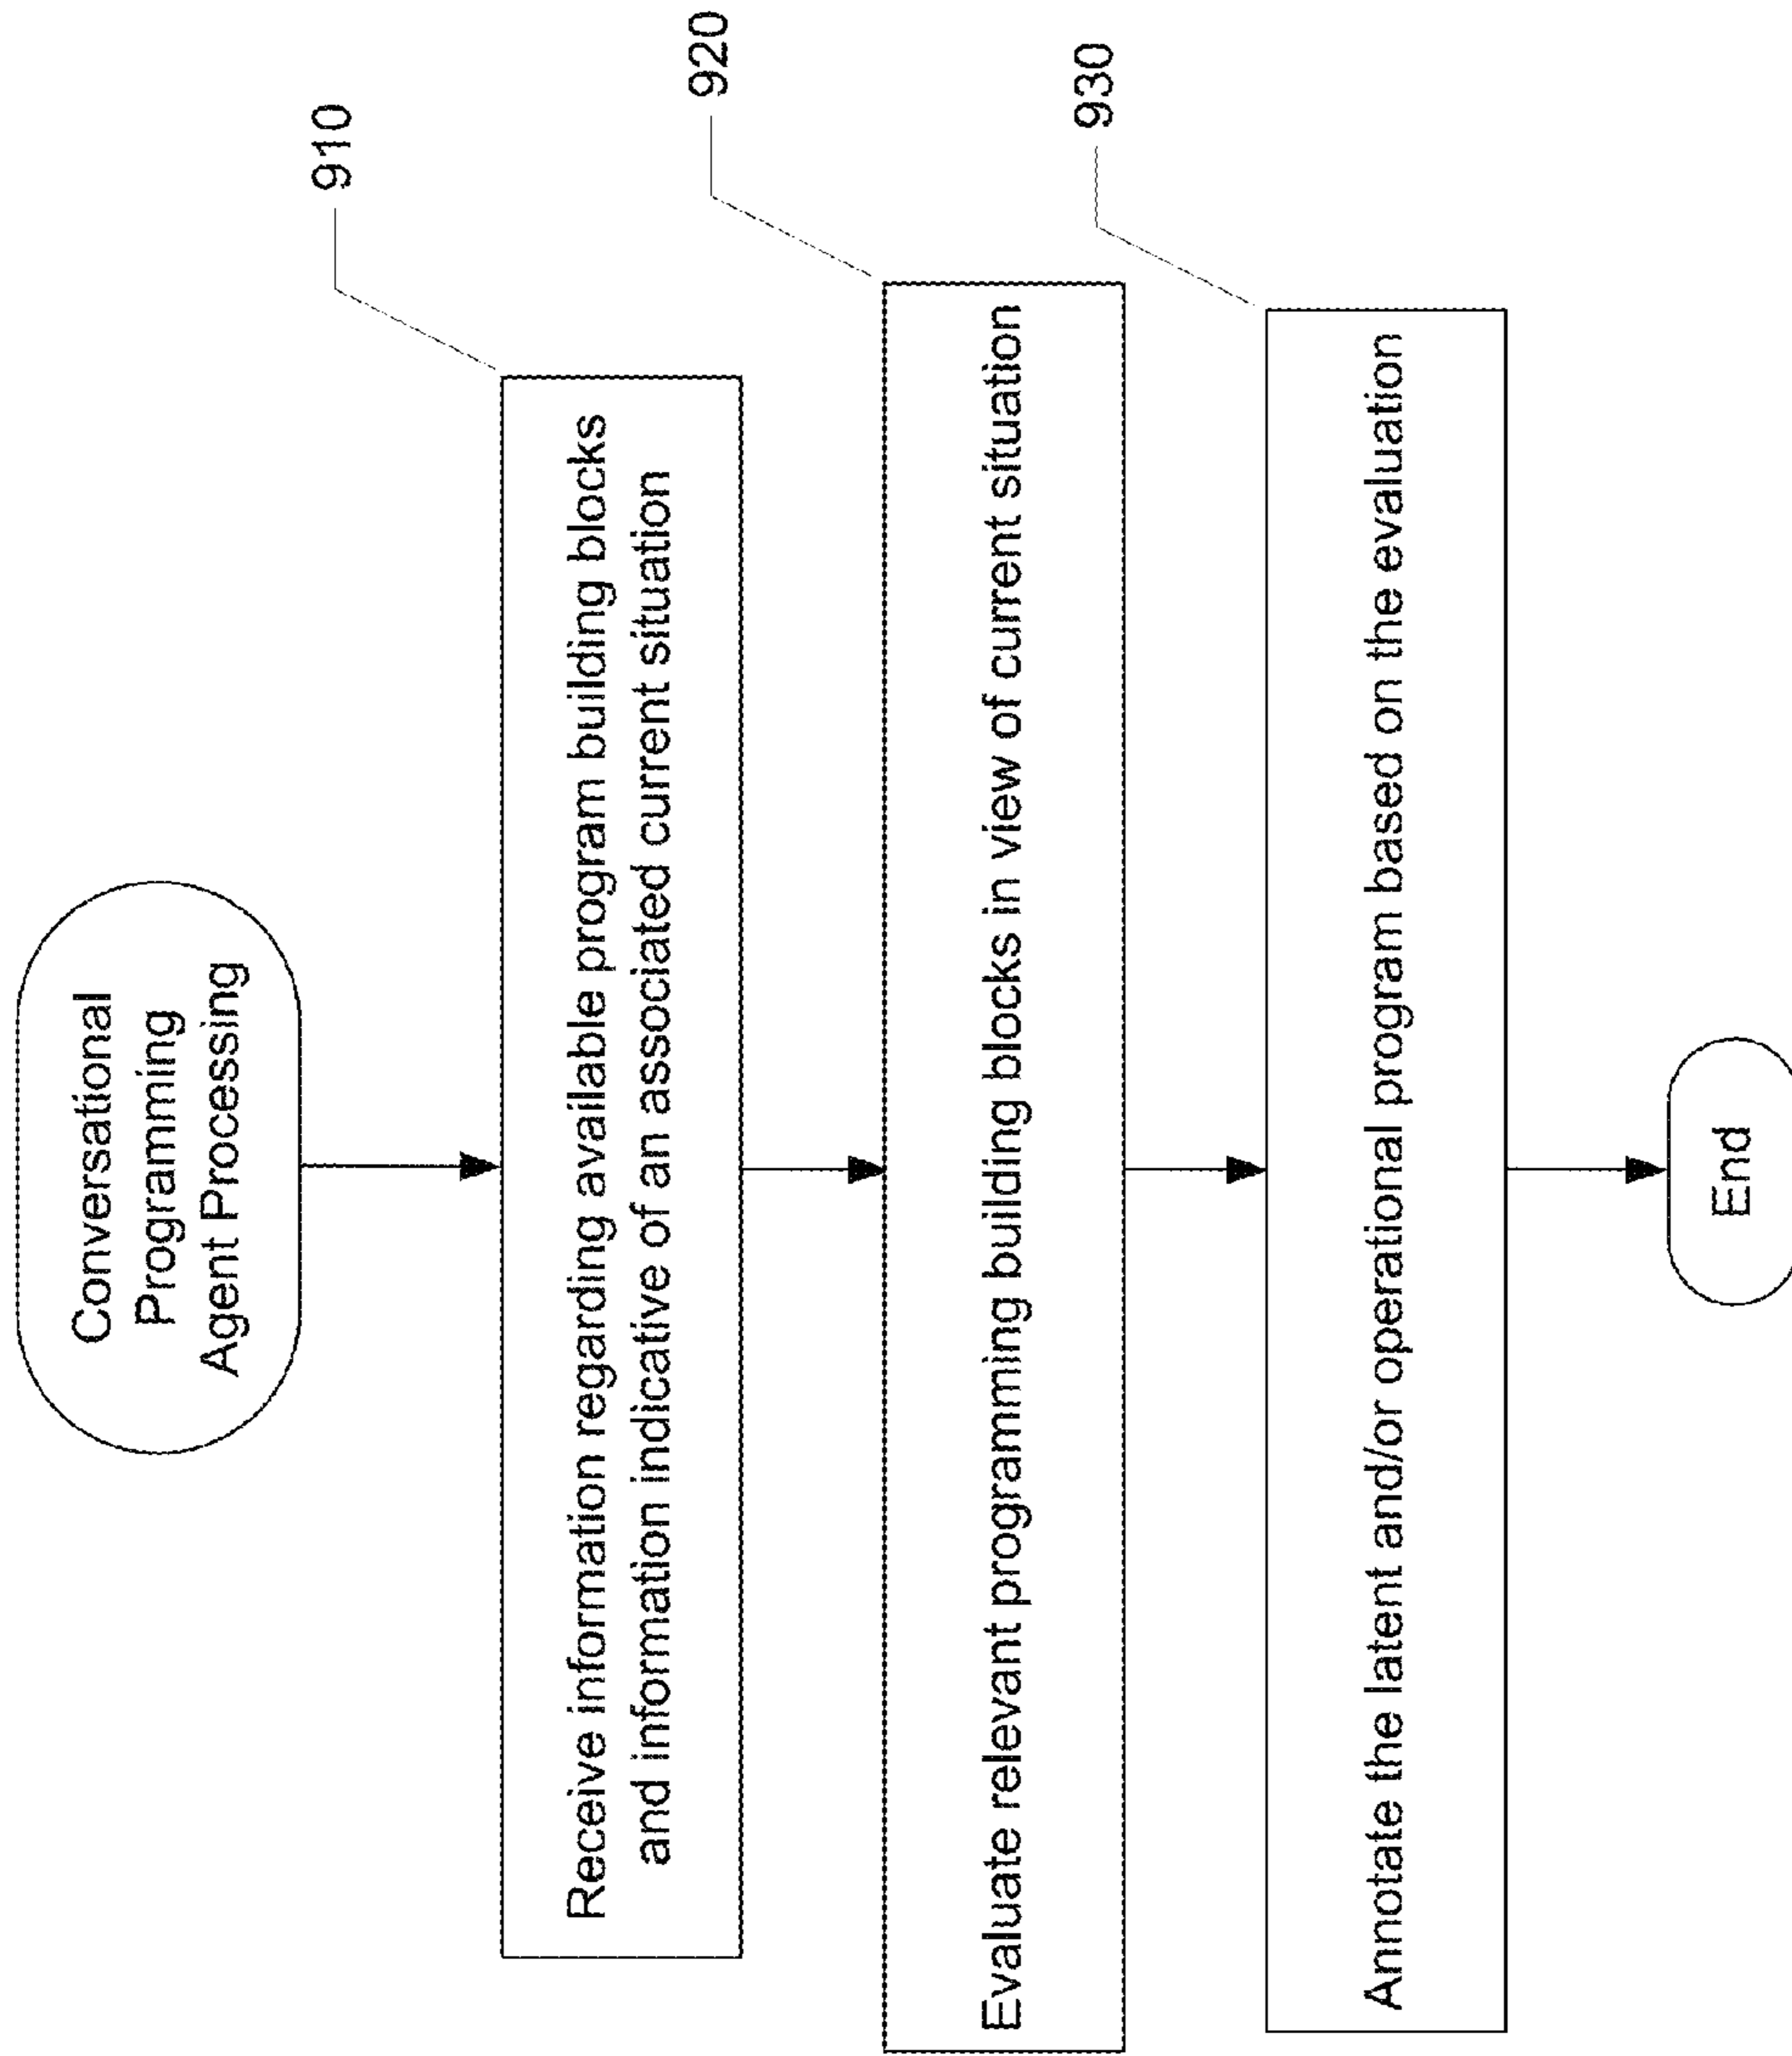 Conversational
Programming
Agent Processing
910
Receive information regarding available program building blocks
and information indicative of an associated current situation
920
Evaluate relevant programming building blocks in view of current situation
930
Annotate the latent and/or operational program based on the evaluation
End